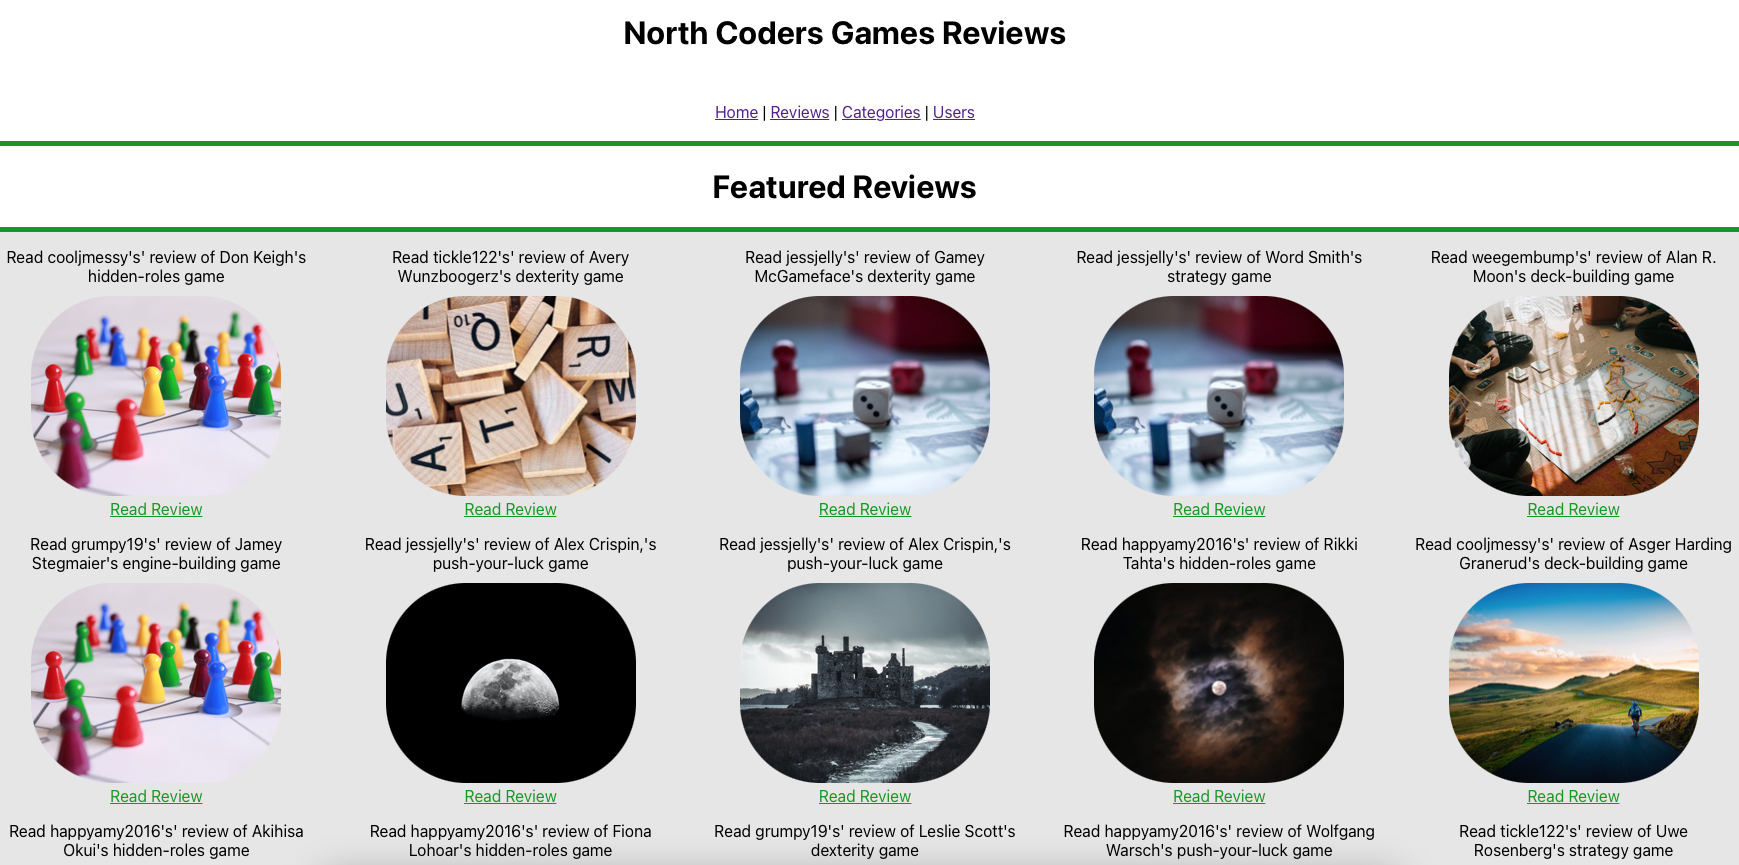 North Coders Games Reviews
Home | Reviews | Categories | Users
Featured Reviews
Read cooljmessy's' review of Don Keigh's
hidden-roles game
Read tickle122's' review of Avery
Wunzboogerz's dexterity game
Read jessjelly's' review of Gamey
McGameface's dexterity game
Read jessjelly's' review of Word Smith's
strategy game
Read weegembump's' review of Alan R.
Moon's deck-building game
Q
10
R
1
M
U
1
T
1
A
1
I
Read Review
Read Review
Read Review
Read Review
Read Review
Read grumpy19's' review of Jamey
Stegmaier's engine-building game
Read jessjelly's' review of Alex Crispin,'s
push-your-luck game
Read jessjelly's' review of Alex Crispin,'s
push-your-luck game
Read happyamy2016's' review of Rikki
Tahta's hidden-roles game
Read cooljmessy's' review of Asger Harding
Granerud's deck-building game
Read Review
Read Review
Read Review
Read Review
Read Review
Read happyamy2016's' review of Akihisa
Okui's hidden-roles game
Read happyamy2016's' review of Fiona
Lohoar's hidden-roles game
Read grumpy19's' review of Leslie Scott's
dexterity game
Read happyamy2016's' review of Wolfgang
Warsch's push-your-luck game
Read tickle122's' review of Uwe
Rosenberg's strategy game